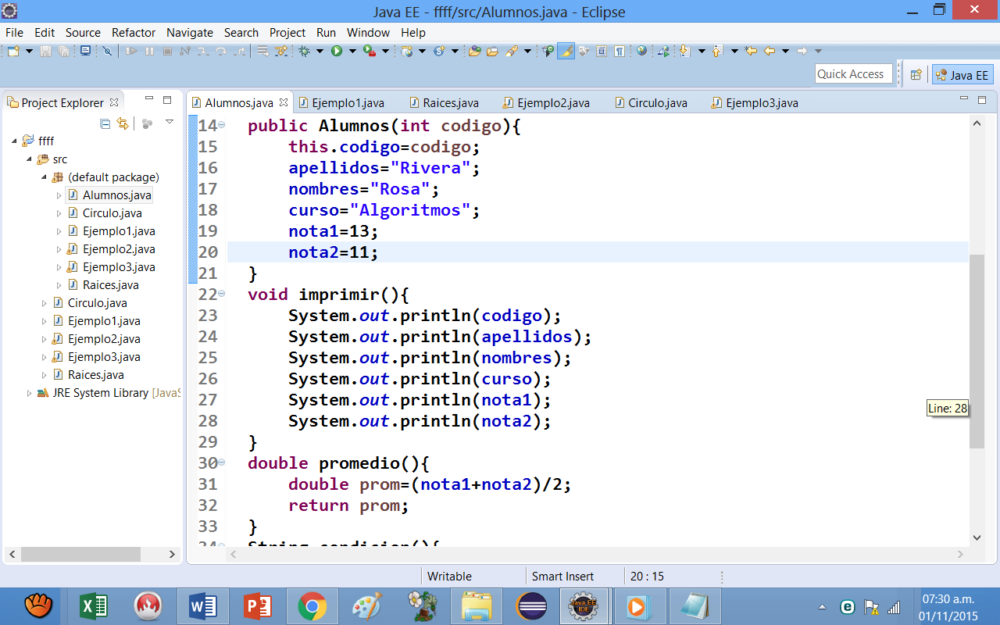 Java EE - ffff/src/Alumnos.java - Eclipse
File Edit Source Refactor Navigate Search Project Run Window Help
Quick Access
Java EE
Project Explorer
ffff
src
(default package)
Alumnos.java
Circulo.java
Ejemplo1.java
Ejemplo2.java
Ejemplo3.java
Raices.java
Circulo.java
Ejemplo1.java
Ejemplo2.java
Ejemplo3.java
Raices.java
JRE System Library [JavaS
Alumnos.java Ejemplo1.java Raices.java Ejemplo2.java Circulo.java Ejemplo3.java
14 public Alumnos(int codigo){
15 this.codigo=codigo;
16 apellidos="Rivera";
17 nombres="Rosa";
18 curso="Algoritmos";
19 nota1=13;
20 nota2=11;
21 }
22 void imprimir(){
23 System.out.println(codigo);
24 System.out.println(apellidos);
25 System.out.println(nombres);
26 System.out.println(curso);
27 System.out.println(nota1);
28 System.out.println(nota2);
29 }
30 double promedio(){
31 double prom=(nota1+nota2)/2;
32 return prom;
33 }
34 String condicion(){
Line: 28
Writable Smart Insert 20 : 15
Java EE
IDE
07:30 a.m.
01/11/2015